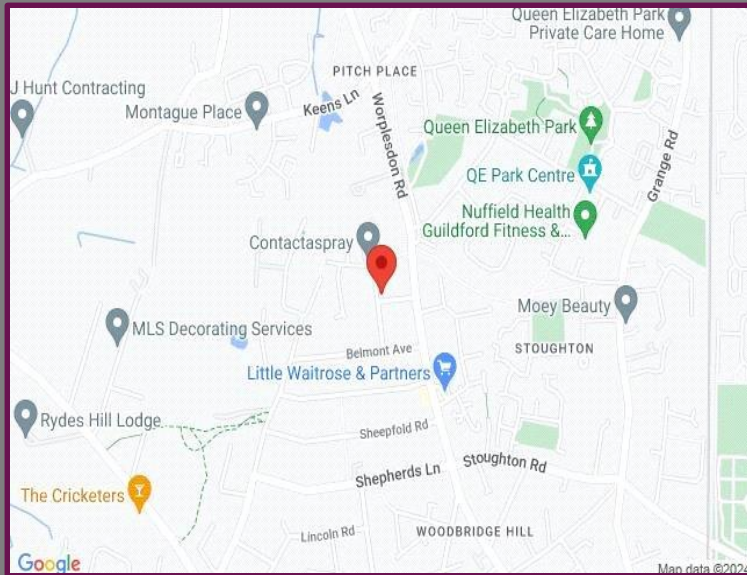 Queen Elizabeth Park
Private Care Home
PITCH PLACE
J Hunt Contracting
Montague Place
Keens Ln
Worplesdon Rd
Queen Elizabeth Park
Grange Rd
QE Park Centre
Nuffield Health
Guildford Fitness &...
Contactaspray
Moey Beauty
MLS Decorating Services
Belmont Ave
STOUGHTON
Little Waitrose & Partners
Rydes Hill Lodge
Sheepfold Rd
Stoughton Rd
Shepherds Ln
The Cricketers
Lincoln Rd
WOODBRIDGE HILL
Google
Map data ©2024